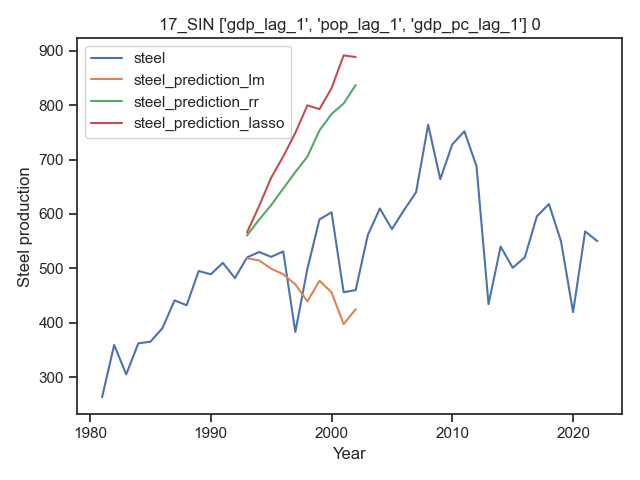 17_SIN ['gdp_lag_1', 'pop_lag_1', 'gdp_pc_lag_1'] 0
steel
steel_prediction_lm
steel_prediction_rr
steel_prediction_lasso
Steel production
900
800
700
600
500
400
300
1980 1990 2000 2010 2020
Year